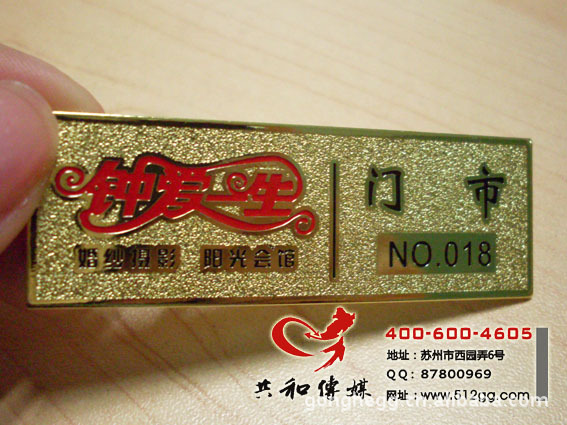 钟爱一生
婚纱摄影 阳光会馆
门 市
NO.018
共和傳媒
400-600-4605
地址：苏州市西园弄6号
QQ：87800969
网址：www.512gg.com